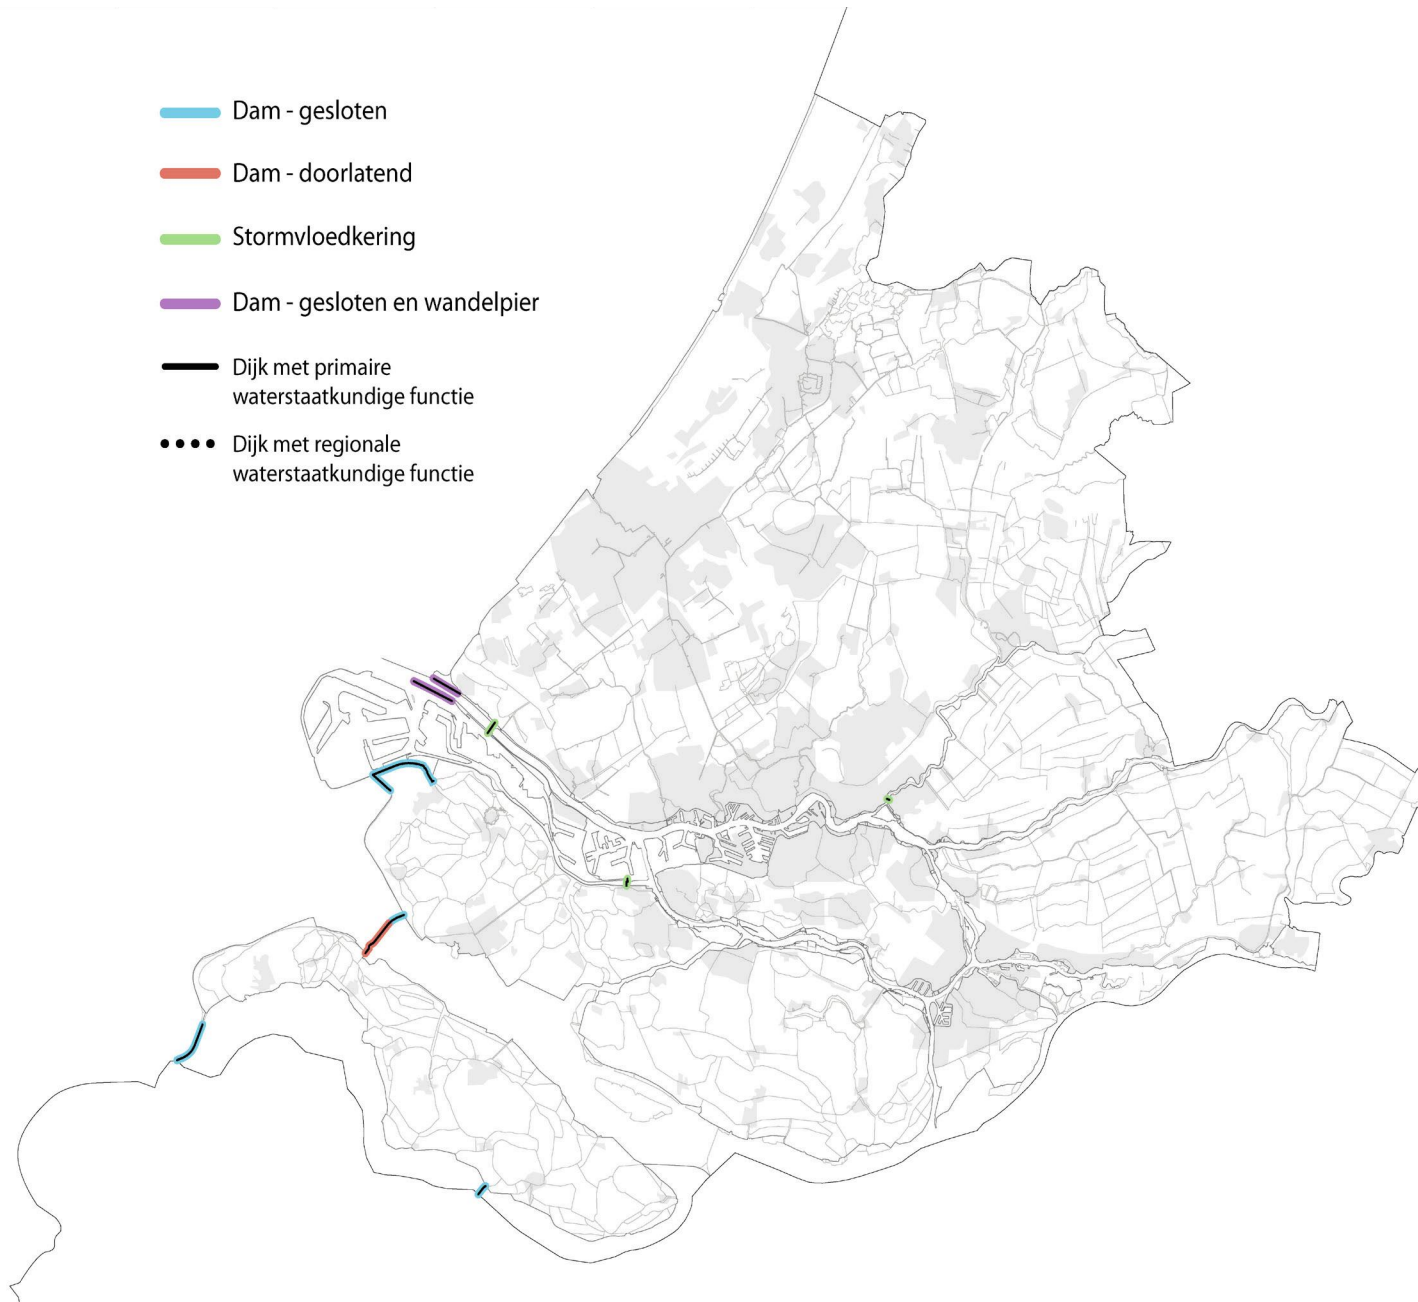 Dam - gesloten
Dam - doorlatend
Stormvloedkering
Dam - gesloten en wandelpier
Dijk met primaire
waterstaatkundige functie
Dijk met regionale
waterstaatkundige functie